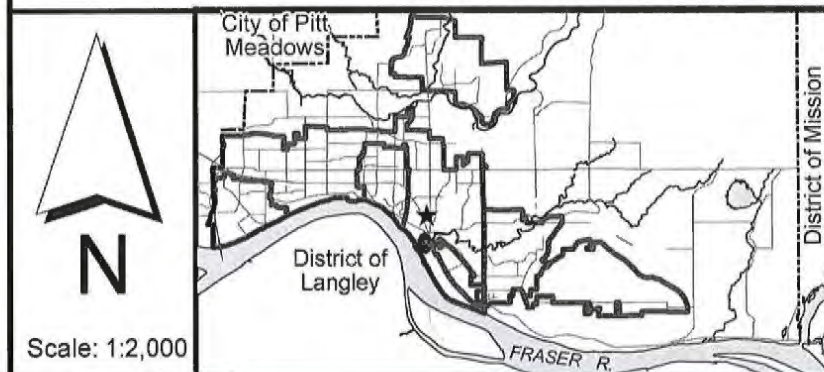 City of Pitt
Meadows
District of Mission
District of
Langley
N
Scale: 1:2,000
FRASER R.